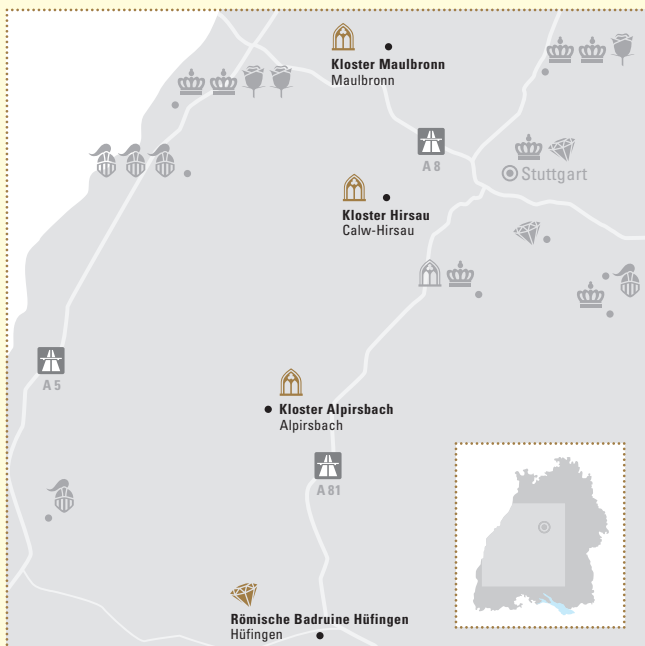 Kloster Maulbronn
Maulbronn
A 8
Stuttgart
Kloster Hirsau
Calw-Hirsau
A 5
Kloster Alpirsbach
Alpirsbach
A 81
Römische Badruine Hüfingen
Hüfingen